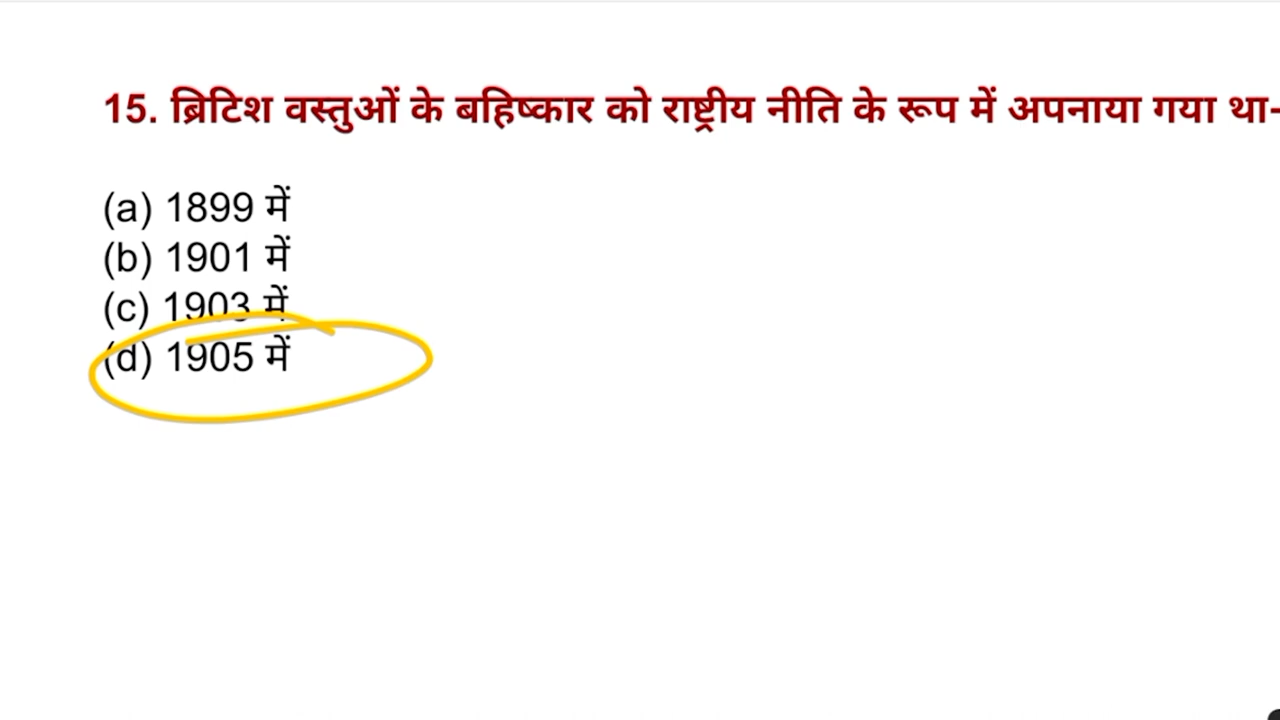 15. ब्रिटिश वस्तुओं के बहिष्कार को राष्ट्रीय नीति के रूप में अपनाया गया था-
(a) 1899 में
(b) 1901 में
(c) 1903 में
(d) 1905 में